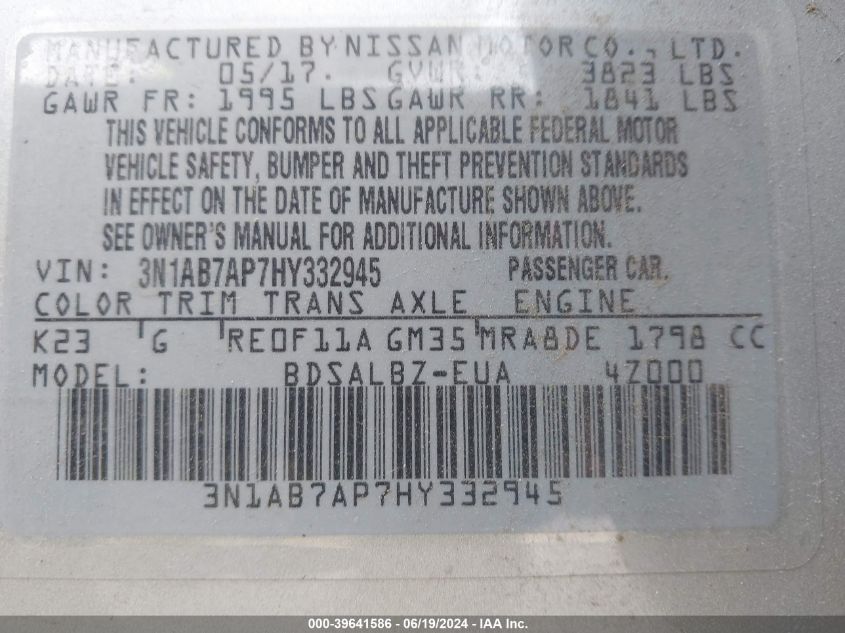 MANUFACTURED BY NISSAN MOTOR CO., LTD.
DATE: 05/17. GVWR: 3823 LBS
GAWR FR: 1995 LBS GAWR RR: 1841 LBS
THIS VEHICLE CONFORMS TO ALL APPLICABLE FEDERAL MOTOR
VEHICLE SAFETY, BUMPER AND THEFT PREVENTION STANDARDS
IN EFFECT ON THE DATE OF MANUFACTURE SHOWN ABOVE.
SEE OWNER'S MANUAL FOR ADDITIONAL INFORMATION.
VIN: 3N1AB7AP7HY332945 PASSENGER CAR.
COLOR TRIM TRANS AXLE ENGINE
K23 G RE0F11A GM35 MRA8DE 1798 CC
MODEL: BDSALBZ-EUA 4Z000
3N1AB7AP7HY332945
000-39641586 - 06/19/2024 - IAA, Inc.